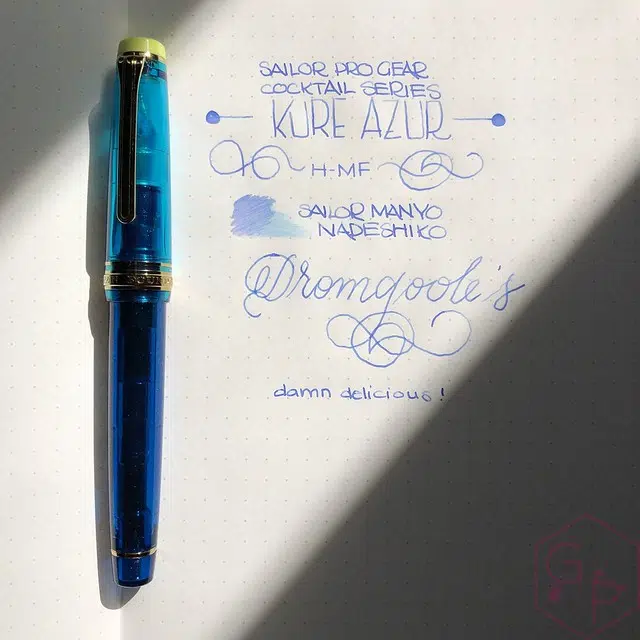 SAILOR PRO GEAR
COCKTAIL SERIES
KURE AZUR
H-MF
SAILOR MANYO
NADESHIKO
Dromgoole's
damn delicious!
GP